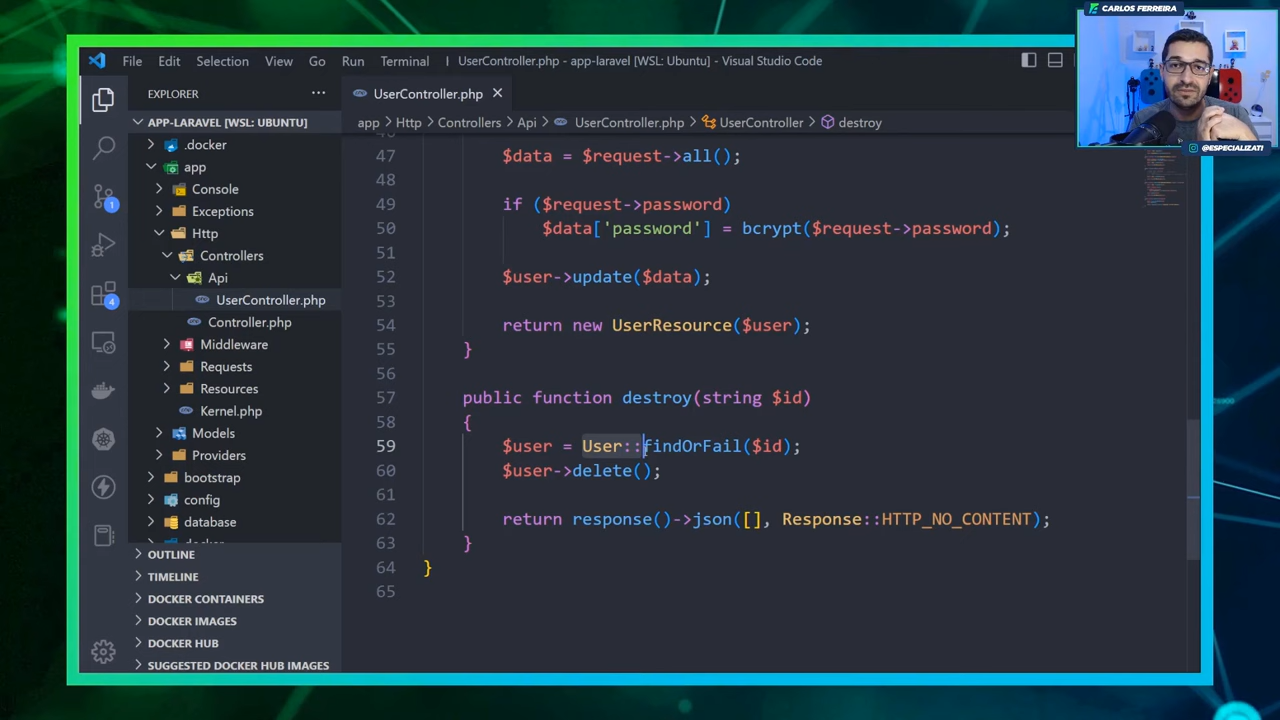 CARLOS FERREIRA
@ESPECIALIZATI
File Edit Selection View Go Run Terminal UserController.php - app-laravel [WSL: Ubuntu] - Visual Studio Code
EXPLORER ...
UserController.php
APP-LARAVEL [WSL: UBUNTU]
app Http Controllers Api UserController.php UserController destroy
.docker
app
Console
Exceptions
Http
Controllers
Api
UserController.php
Controller.php
Middleware
Requests
Resources
Kernel.php
Models
Providers
bootstrap
config
database
docker
OUTLINE
TIMELINE
DOCKER CONTAINERS
DOCKER IMAGES
DOCKER HUB
SUGGESTED DOCKER HUB IMAGES
1
4
46
47 $data = $request->all();
48
49 if ($request->password)
50 $data['password'] = bcrypt($request->password);
51
52 $user->update($data);
53
54 return new UserResource($user);
55 }
56
57 public function destroy(string $id)
58 {
59 $user = User::findOrFail($id);
60 $user->delete();
61
62 return response()->json([], Response::HTTP_NO_CONTENT);
63 }
64 }
65